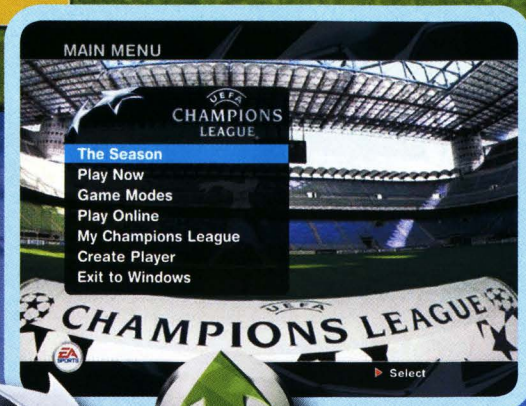 MAIN MENU
UEFA
CHAMPIONS
LEAGUE
The Season
Play Now
Game Modes
Play Online
My Champions League
Create Player
Exit to Windows
UEFA
CHAMPIONS LEAGUE
EA
SPORTS
Select